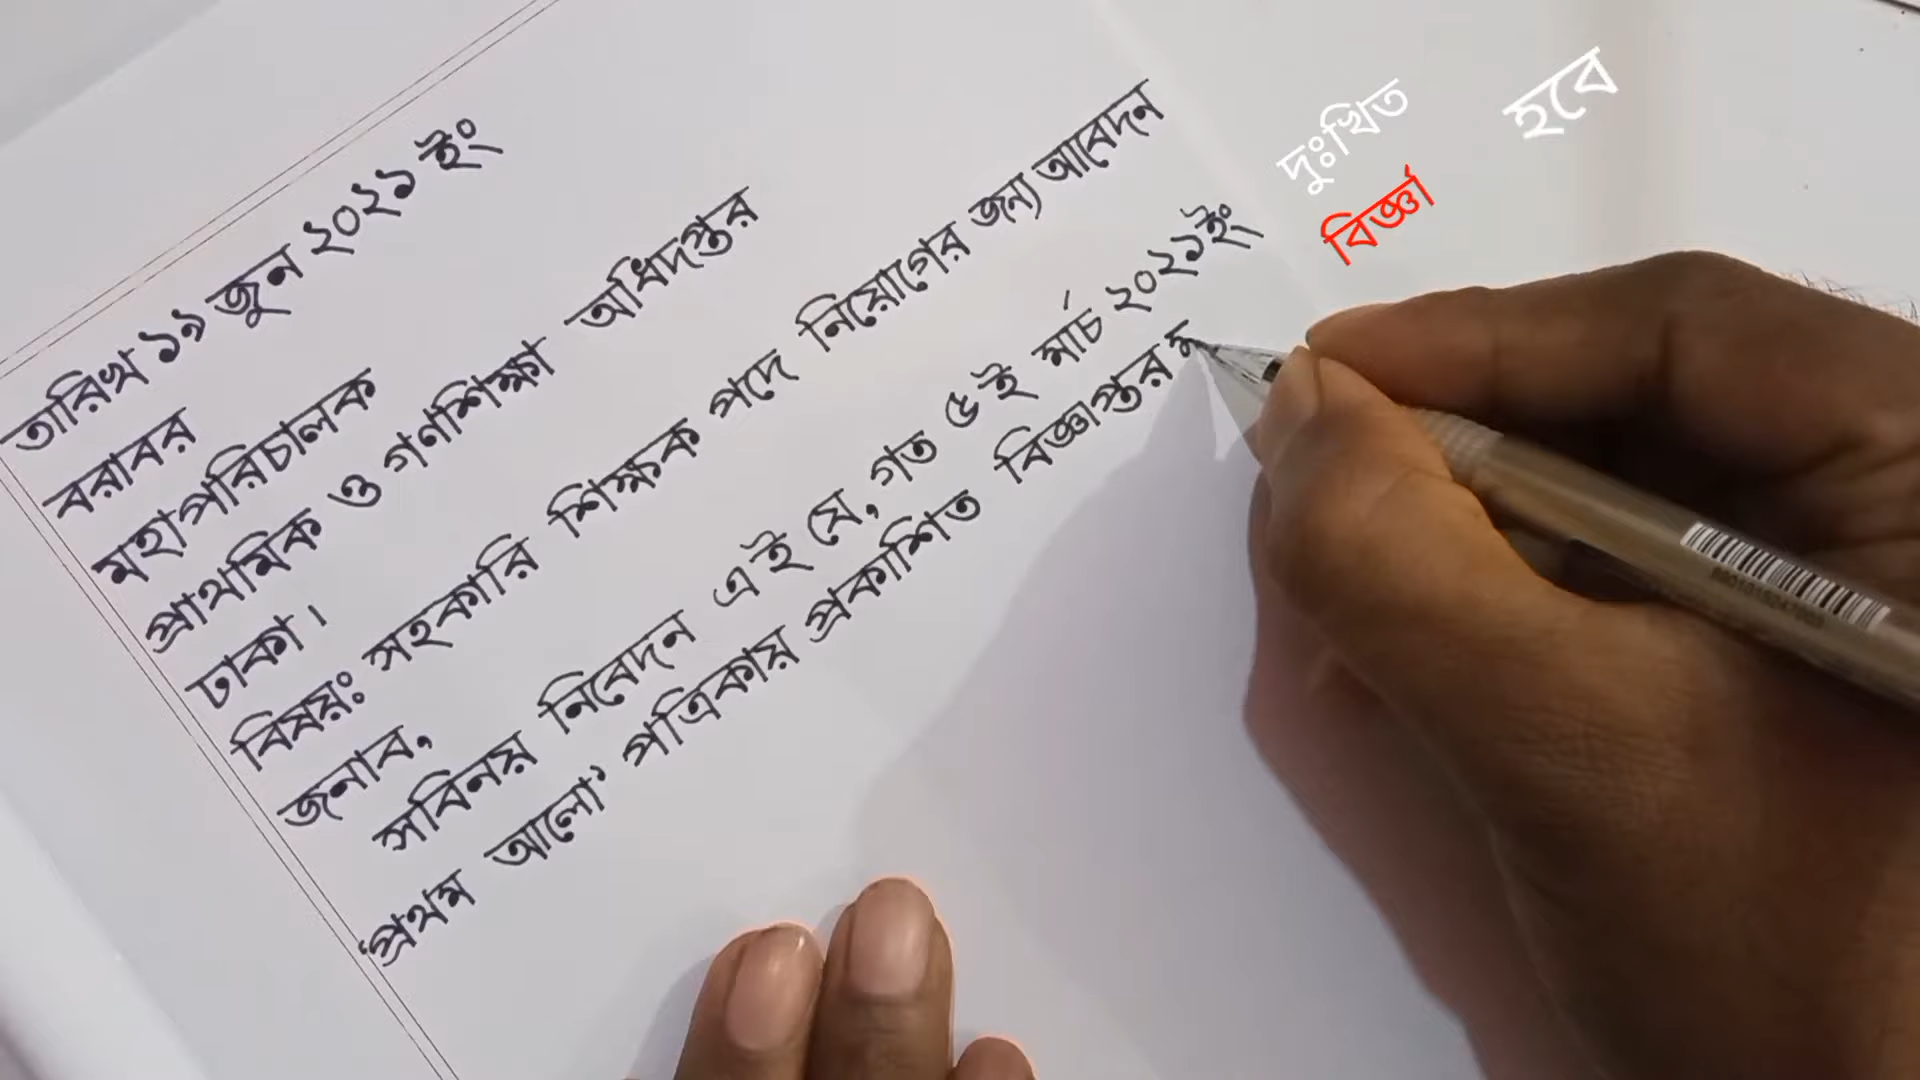 তারিখ ১৯ জুন ২০২১ ইং
বরাবর
মহাপরিচালক
প্রাথমিক ও গণশিক্ষা অধিদপ্তর
ঢাকা।
বিষয়ঃ সহকারি শিক্ষক পদে নিয়োগের জন্য আবেদন
জনাব,
সবিনয় নিবেদন এই যে, গত ৫ই মার্চ ২০২১ইং
‘প্রথম আলো’ পত্রিকায় প্রকাশিত বিজ্ঞাপ্তর
দুঃখিত হবে
বিজ্ঞা